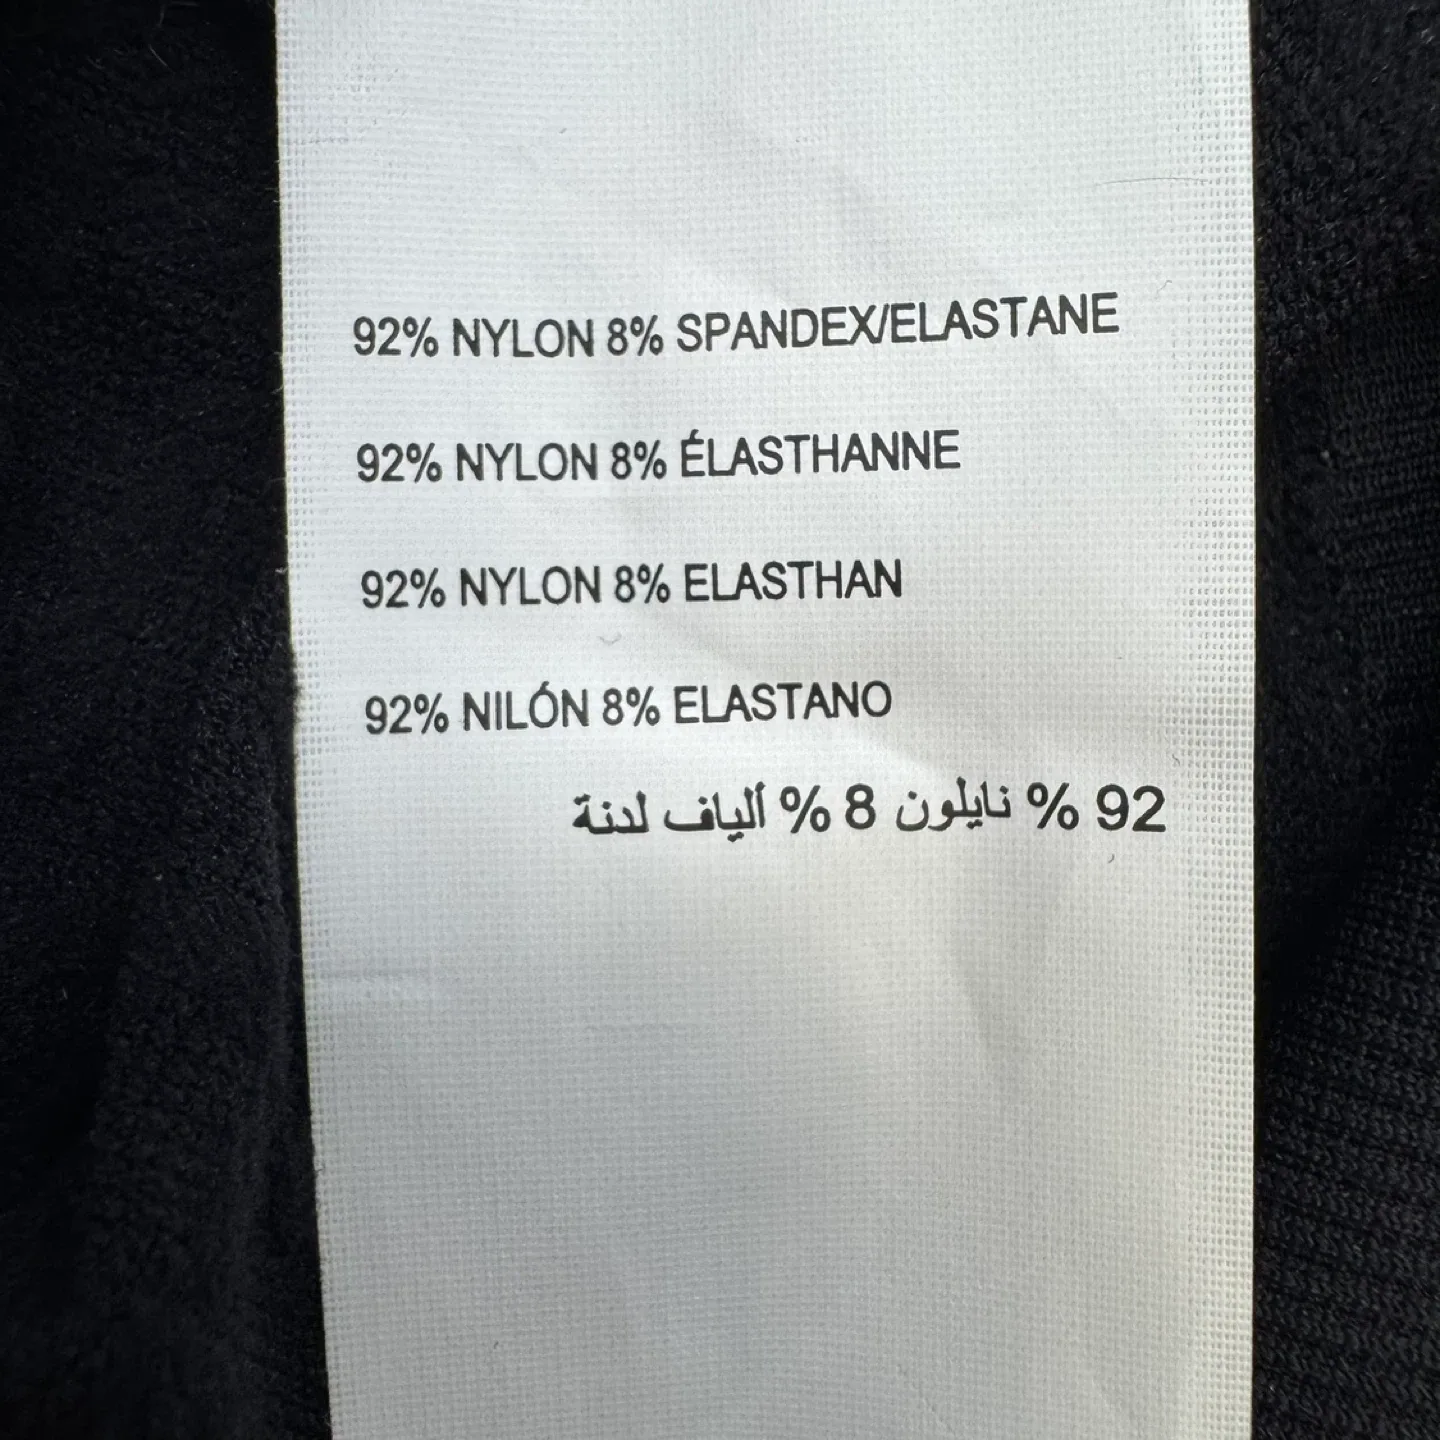 92% NYLON 8% SPANDEX/ELASTANE
92% NYLON 8% ÉLASTHANNE
92% NYLON 8% ELASTHAN
92% NILÓN 8% ELASTANO
92 % نايلون 8 % ألياف لدنة